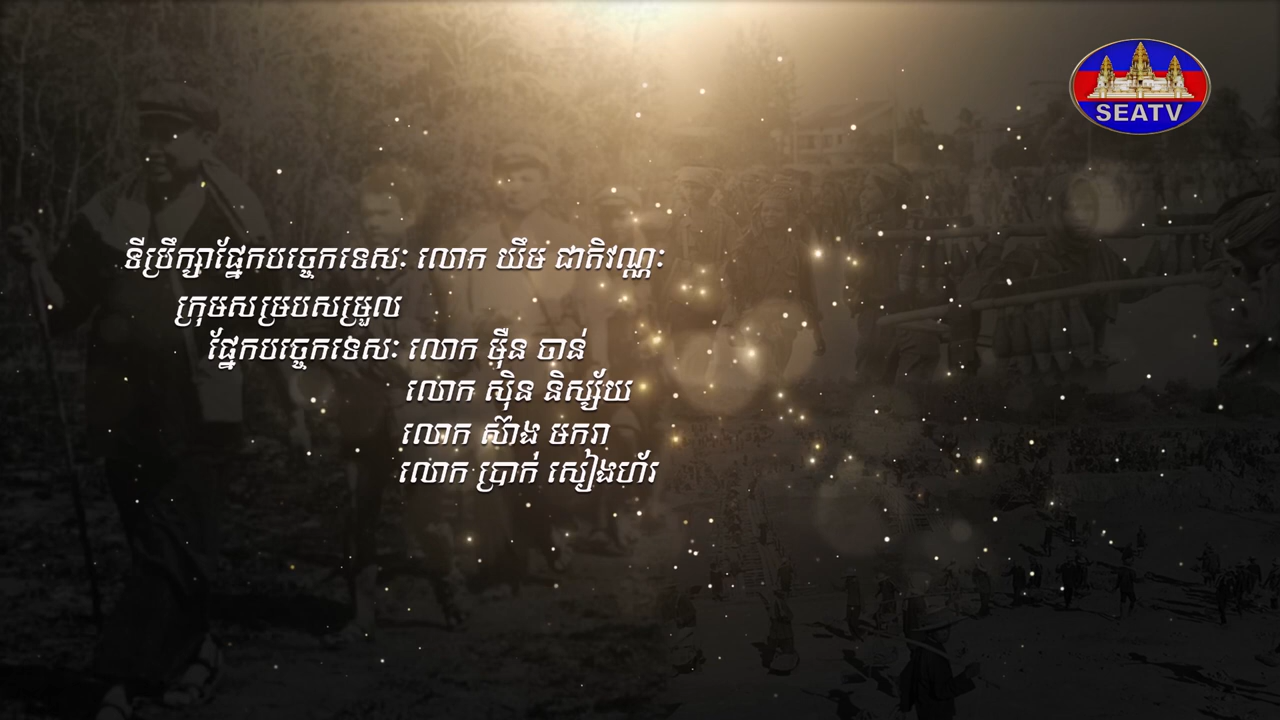 SEATV
ទីប្រឹក្សាផ្នែកបច្ចេកទេសៈ លោក ឃឹម ជាតិវណ្ណៈ
ក្រុមសម្របសម្រួល
ផ្នែកបច្ចេកទេសៈ លោក ម៉ឺន ចាន់
លោក ស៊ិន និស្ស័យ
លោក ស៊ាង មករា
លោក ប្រាក់ សៀងហ័រ